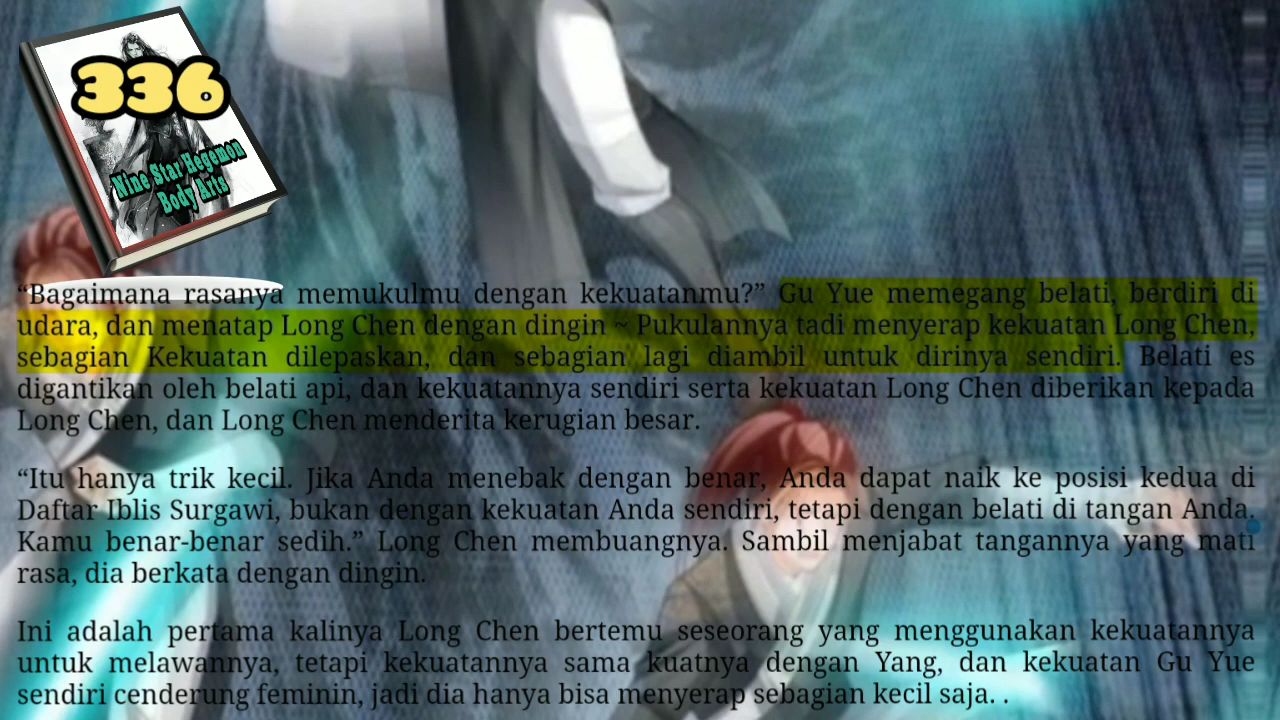 336
Nine Star Hegemon
Body Arts
“Bagaimana rasanya memukulmu dengan kekuatanmu?” Gu Yue memegang belati, berdiri di
udara, dan menatap Long Chen dengan dingin ~ Pukulannya tadi menyerap kekuatan Long Chen,
sebagian Kekuatan dilepaskan, dan sebagian lagi diambil untuk dirinya sendiri. Belati es
digantikan oleh belati api, dan kekuatannya sendiri serta kekuatan Long Chen diberikan kepada
Long Chen, dan Long Chen menderita kerugian besar.
“Itu hanya trik kecil. Jika Anda menebak dengan benar, Anda dapat naik ke posisi kedua di
Daftar Iblis Surgawi, bukan dengan kekuatan Anda sendiri, tetapi dengan belati di tangan Anda.
Kamu benar-benar sedih.” Long Chen membuangnya. Sambil menjabat tangannya yang mati
rasa, dia berkata dengan dingin.
Ini adalah pertama kalinya Long Chen bertemu seseorang yang menggunakan kekuatannya
untuk melawannya, tetapi kekuatannya sama kuatnya dengan Yang, dan kekuatan Gu Yue
sendiri cenderung feminin, jadi dia hanya bisa menyerap sebagian kecil saja. .